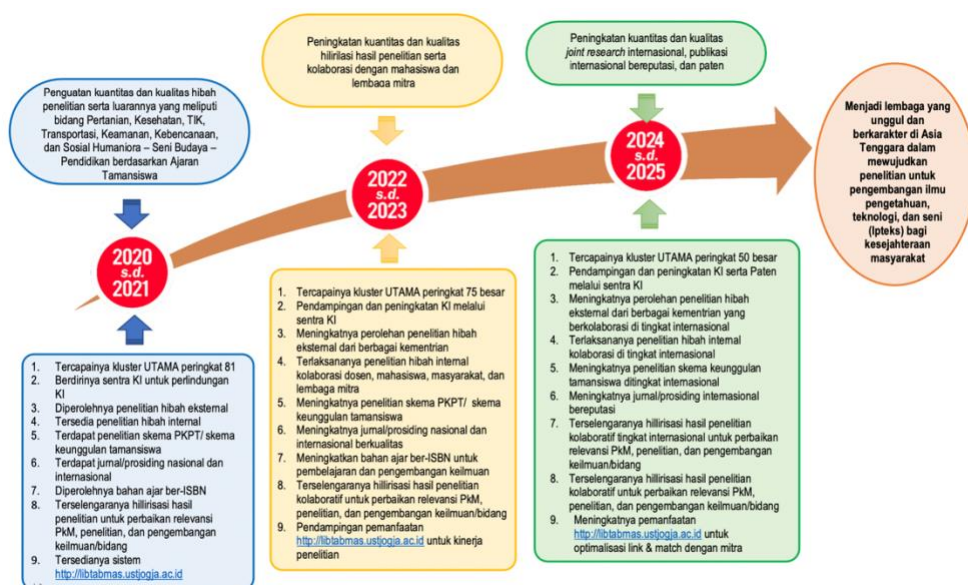 Penguatan kuantitas dan kualitas hibah
penelitian serta luarannya yang meliputi
bidang Pertanian, Kesehatan, TIK,
Transportasi, Keamanan, Kebencanaan,
dan Sosial Humaniora – Seni Budaya –
Pendidikan berdasarkan Ajaran
Tamansiswa
2020
s.d.
2021
1. Tercapainya kluster UTAMA peringkat 81
2. Berdirinya sentra KI untuk perlindungan
KI
3. Diperolehnya penelitian hibah eksternal
4. Tersedia penelitian hibah internal
5. Terdapat penelitian skema PKPT/ skema
keunggulan tamansiswa
6. Terdapat jurnal/prosiding nasional dan
internasional
7. Diperolehnya bahan ajar ber-ISBN
8. Terselengaranya hillirisasi hasil
penelitian untuk perbaikan relevansi
PkM, penelitian, dan pengembangan
keilmuan/bidang
9. Tersedianya sistem
http://libtabmas.ustjogja.ac.id
Peningkatan kuantitas dan kualitas
hilirilasi hasil penelitian serta
kolaborasi dengan mahasiswa dan
lembaga mitra
2022
s.d.
2023
1. Tercapainya kluster UTAMA peringkat 75 besar
2. Pendampingan dan peningkatan KI melalui
sentra KI
3. Meningkatnya perolehan penelitian hibah
eksternal dari berbagai kementrian
4. Terlaksananya penelitian hibah internal
kolaborasi dosen, mahasiswa, masyarakat, dan
lembaga mitra
5. Meningkatnya penelitian skema PKPT/ skema
keunggulan tamansiswa
6. Meningkatnya jurnal/prosiding nasional dan
internasional berkualitas
7. Meningkatkan bahan ajar ber-ISBN untuk
pembelajaran dan pengembangan keilmuan
8. Terselengaranya hillirisasi hasil penelitian
kolaboratif untuk perbaikan relevansi PkM,
penelitian, dan pengembangan keilmuan/bidang
9. Pendampingan pemanfaatan
http://libtabmas.ustjogja.ac.id untuk kinerja
penelitian
Peningkatan kuantitas dan kualitas
joint research internasional, publikasi
internasional bereputasi, dan paten
2024
s.d.
2025
1. Tercapainya kluster UTAMA peringkat 50 besar
2. Pendampingan dan peningkatan KI serta Paten
melalui sentra KI
3. Meningkatnya perolehan penelitian hibah
eksternal dari berbagai kementrian yang
berkolaborasi di tingkat internasional
4. Terlaksananya penelitian hibah internal
kolaborasi di tingkat internasional
5. Meningkatnya penelitian skema keunggulan
tamansiswa ditingkat internasional
6. Meningkatnya jurnal/prosiding internasional
bereputasi
7. Terselengaranya hillirisasi hasil penelitian
kolaboratif tingkat internasional untuk perbaikan
relevansi PkM, penelitian, dan pengembangan
keilmuan/bidang
8. Terselengaranya hillirisasi hasil penelitian
kolaboratif untuk perbaikan relevansi PkM,
penelitian, dan pengembangan keilmuan/bidang
9. Meningkatnya pemanfaatan
http://libtabmas.ustjogja.ac.id untuk
optimalisasi link & match dengan mitra
Menjadi lembaga yang
unggul dan
berkarakter di Asia
Tenggara dalam
mewujudkan
penelitian untuk
pengembangan ilmu
pengetahuan,
teknologi, dan seni
(Ipteks) bagi
kesejahteraan
masyarakat